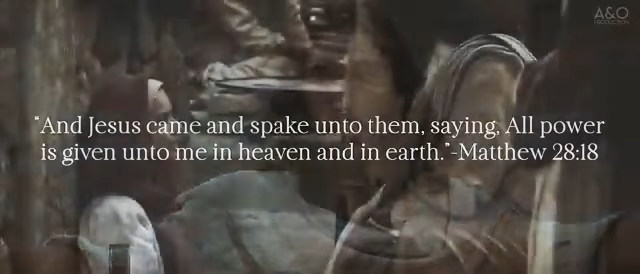 A&O
PRODUCTION
"And Jesus came and spake unto them, saying, All power
is given unto me in heaven and in earth."-Matthew 28:18